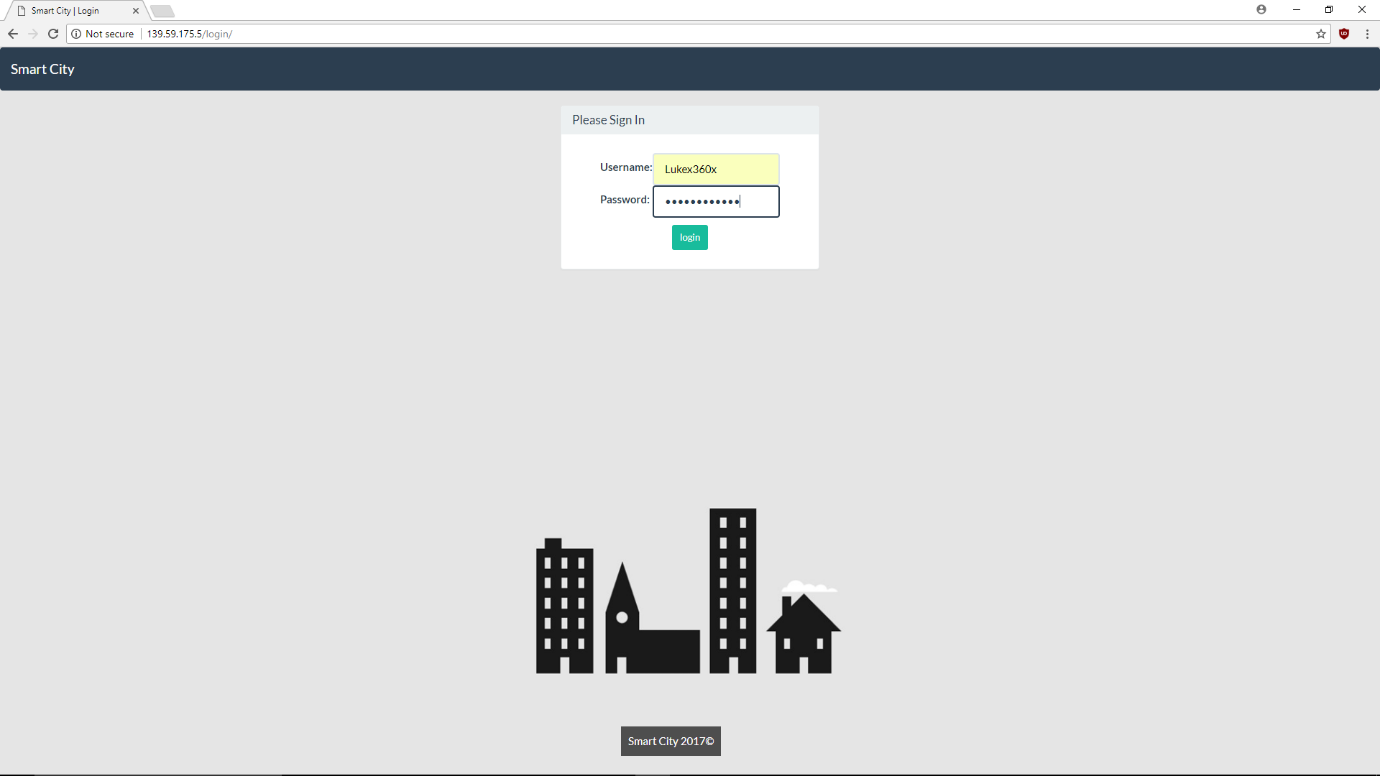 Smart City | Login
Not secure | 139.59.175.5/login/
Smart City
Please Sign In
Username: Lukex360x
Password: ••••••••••••
login
Smart City 2017©